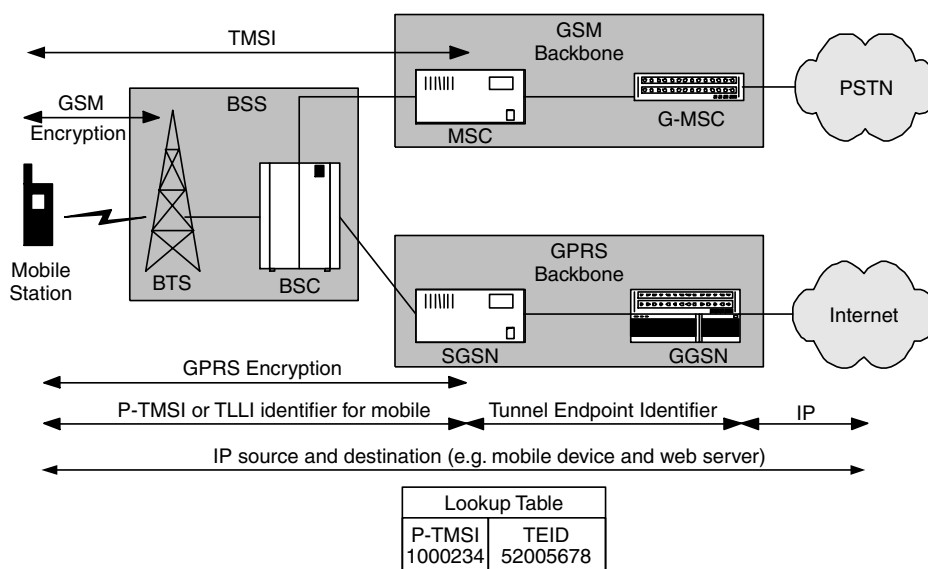 TMSI
GSM
Backbone
GSM
Encryption
BSS
MSC
G-MSC
PSTN
Mobile
Station
BTS
BSC
GPRS
Backbone
SGSN
GGSN
Internet
GPRS Encryption
P-TMSI or TLLI identifier for mobile
Tunnel Endpoint Identifier
IP
IP source and destination (e.g. mobile device and web server)
Lookup Table
P-TMSI TEID
1000234 52005678